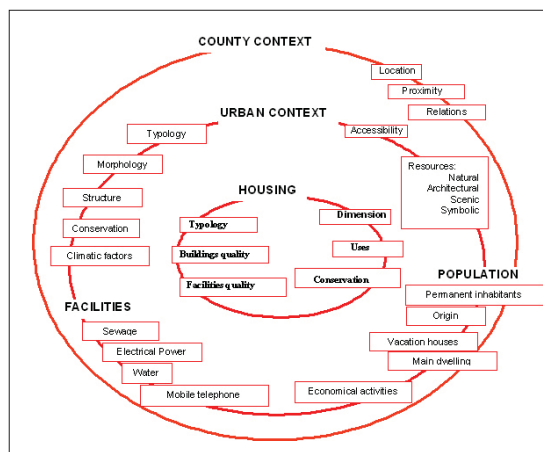 COUNTY CONTEXT
Location
Proximity
Relations
URBAN CONTEXT
Typology
Accessibility
Morphology
Resources:
Natural
Architectural
Scenic
Symbolic
Structure
Conservation
Climatic factors
HOUSING
Typology
Dimension
Buildings quality
Uses
Facilities quality
Conservation
POPULATION
Permanent inhabitants
Origin
Vacation houses
Main dwelling
Economical activities
FACILITIES
Sewage
Electrical Power
Water
Mobile telephone